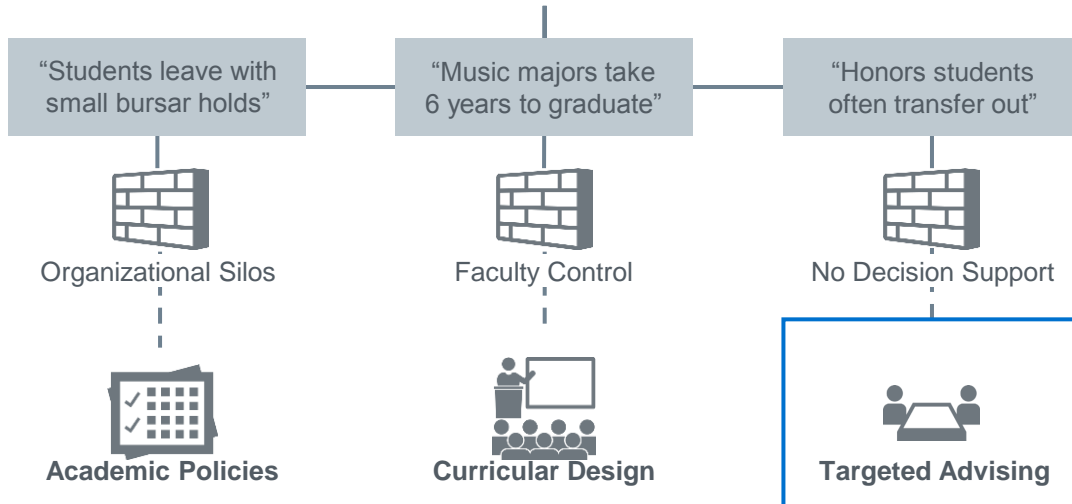 “Students leave with
small bursar holds”
“Music majors take
6 years to graduate”
“Honors students
often transfer out”
Organizational Silos
Faculty Control
No Decision Support
Academic Policies
Curricular Design
Targeted Advising